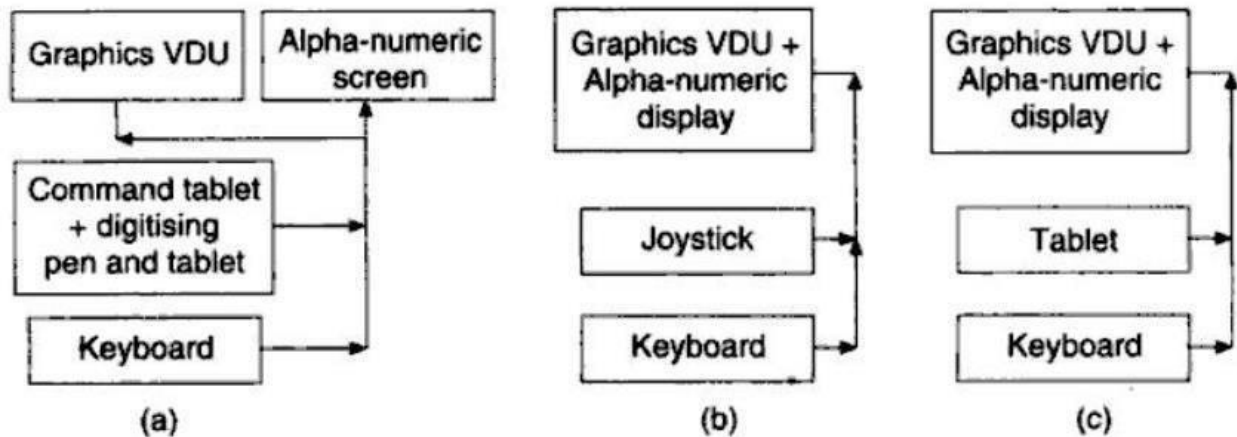 Graphics VDU
Alpha-numeric
screen
Command tablet
+ digitising
pen and tablet
Keyboard
(a)
Graphics VDU +
Alpha-numeric
display
Joystick
Keyboard
(b)
Graphics VDU +
Alpha-numeric
display
Tablet
Keyboard
(c)